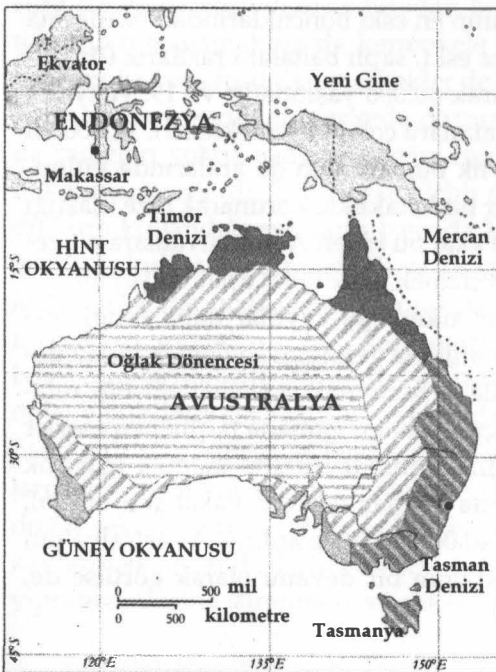 Ekvator
Yeni Gine
ENDONEZYA
Makassar
Timor
Denizi
Mercan
Denizi
HİNT
OKYANUSU
15°S
Oğlak Dönencesi
AVUSTRALYA
30°S
GÜNEY OKYANUSU
0 500 mil
0 500 kilometre
Tasman
Denizi
Tasmanya
45°S
120°E 135°E 150°E